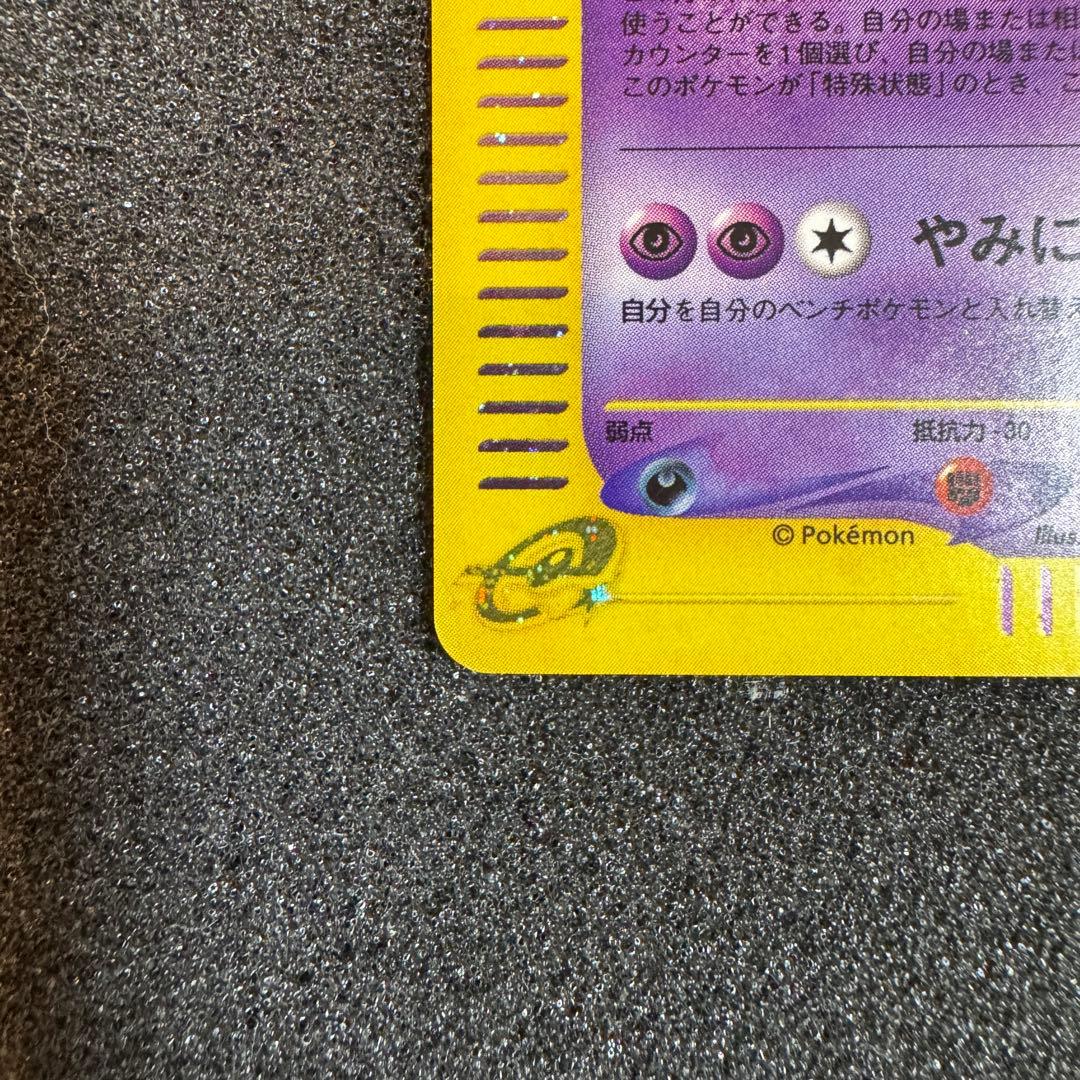 使うことができる。自分の場または相
カウンターを1個選び、自分の場または
このポケモンが「特殊状態」のとき、こ
やみに
自分を自分のベンチポケモンと入れ替え
弱点 抵抗力 -30
© Pokémon Illus